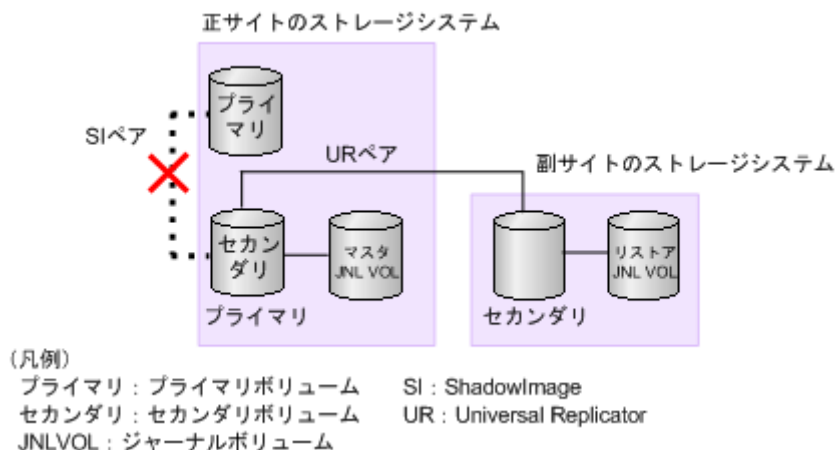 正サイトのストレージシステム
プライ
マリ
SIペア
URペア
副サイトのストレージシステム
セカン
ダリ
マスタ
JNL VOL
リストア
JNL VOL
プライマリ
セカンダリ
(凡例)
プライマリ:プライマリボリューム SI:ShadowImage
セカンダリ:セカンダリボリューム UR:Universal Replicator
JNLVOL:ジャーナルボリューム